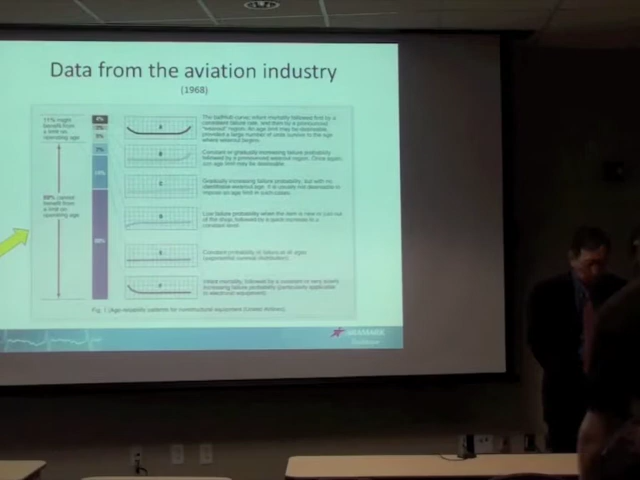 Data from the aviation industry
(1968)
11% might
benefit from
a limit on
operating age
89% cannot
benefit from
a limit on
operating age
4%
2%
5%
7%
14%
68%
A
B
C
D
E
F
The bathtub curve: infant mortality followed first by a
consistent failure rate, and then by a pronounced
"wearout" region. An age limit may be desirable,
provided a large number of units survive to the age
where wearout begins.
Constant or gradually increasing failure probability
followed by a pronounced wearout region. Once again,
an age limit may be desirable.
Gradually increasing failure probability, but with no
identifiable wearout age. It is usually not desirable to
impose an age limit in such cases.
Low failure probability when the item is new or just out
of the shop, followed by a quick increase to a
constant level.
Constant probability of failure at all ages
(exponential survival distribution).
Infant mortality, followed by a constant or very slowly
increasing failure probability (particularly applicable
to electronic equipment).
Fig. 1 (Age-reliability patterns for nonstructural equipment (United Airlines).